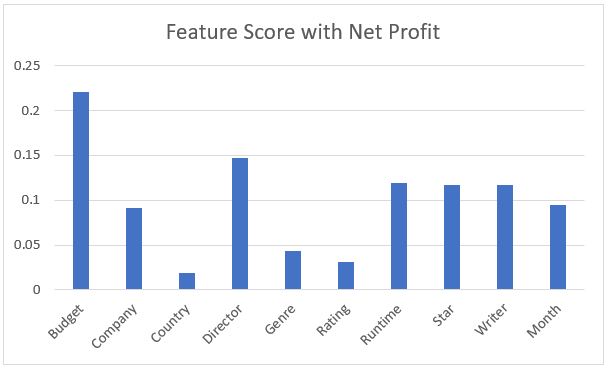 Feature Score with Net Profit
0.25
0.2
0.15
0.1
0.05
0
Budget
Company
Country
Director
Genre
Rating
Runtime
Star
Writer
Month